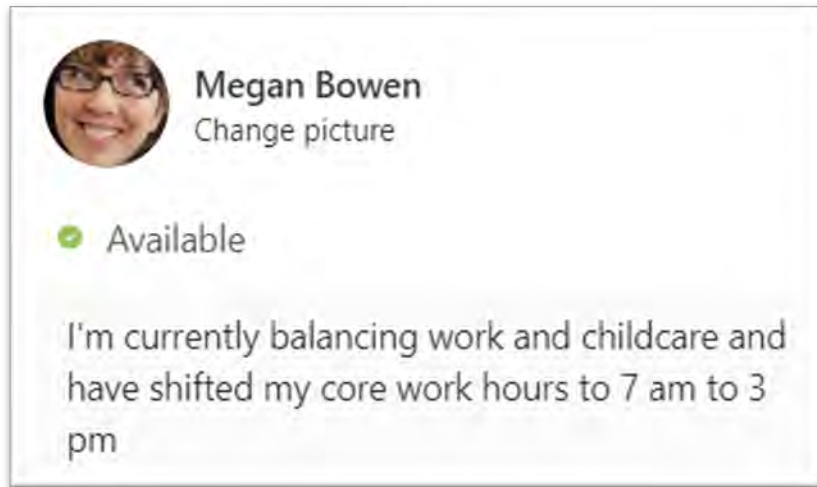 Megan Bowen
Change picture
Available
I'm currently balancing work and childcare and
have shifted my core work hours to 7 am to 3
pm